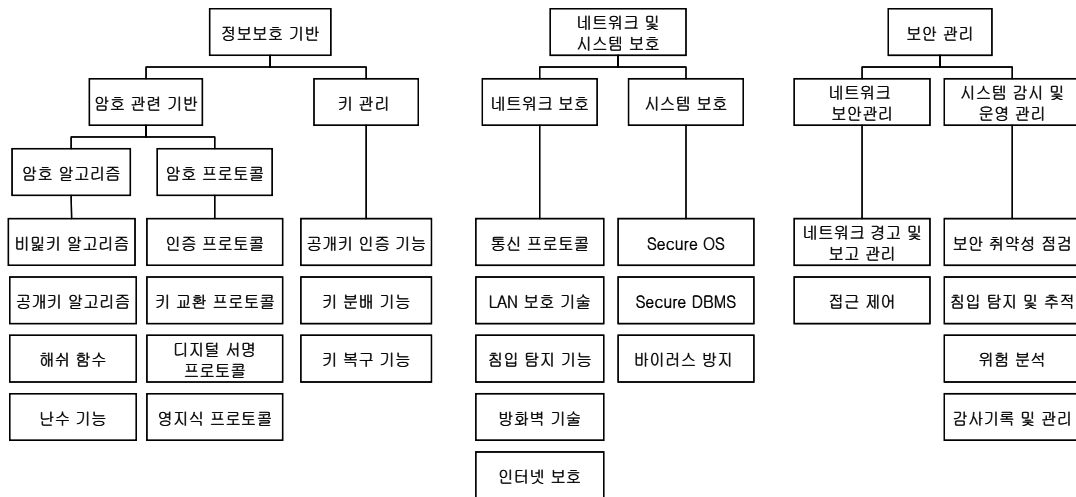 정보보호 기반
네트워크 및
시스템 보호
보안 관리
암호 관련 기반
키 관리
네트워크 보호
시스템 보호
네트워크
보안관리
시스템 감시 및
운영 관리
암호 알고리즘
암호 프로토콜
비밀키 알고리즘
인증 프로토콜
공개키 인증 기능
통신 프로토콜
Secure OS
네트워크 경고 및
보고 관리
보안 취약성 점검
공개키 알고리즘
키 교환 프로토콜
키 분배 기능
LAN 보호 기술
Secure DBMS
접근 제어
침입 탐지 및 추적
해쉬 함수
디지털 서명
프로토콜
키 복구 기능
침입 탐지 기능
바이러스 방지
위험 분석
난수 기능
영지식 프로토콜
방화벽 기술
감사기록 및 관리
인터넷 보호